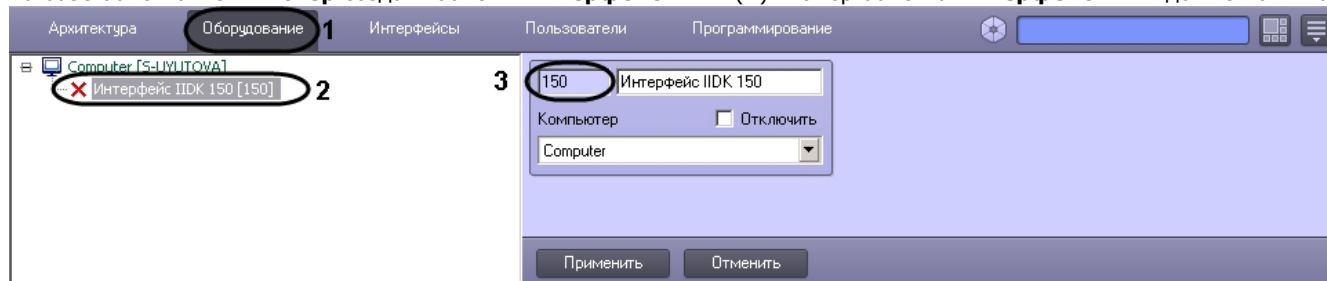 Архитектура Оборудование 1 Интерфейсы Пользователи Программирование
Computer [S-UYUTOVA]
Интерфейс IIDK 150 [150] 2
3 150 Интерфейс IIDK 150
Компьютер Отключить
Computer
Применить Отменить